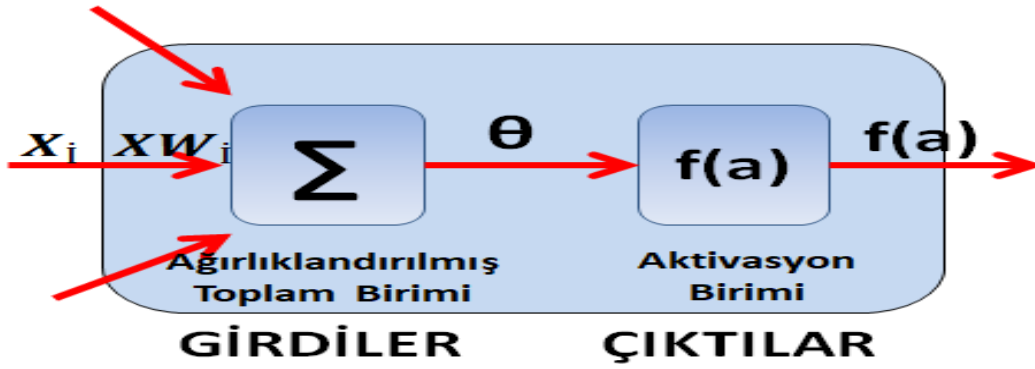 Xİ XWİ
Σ
θ
f(a)
f(a)
Ağırlıklandırılmış
Toplam Birimi
Aktivasyon
Birimi
GİRDİLER
ÇIKTILAR